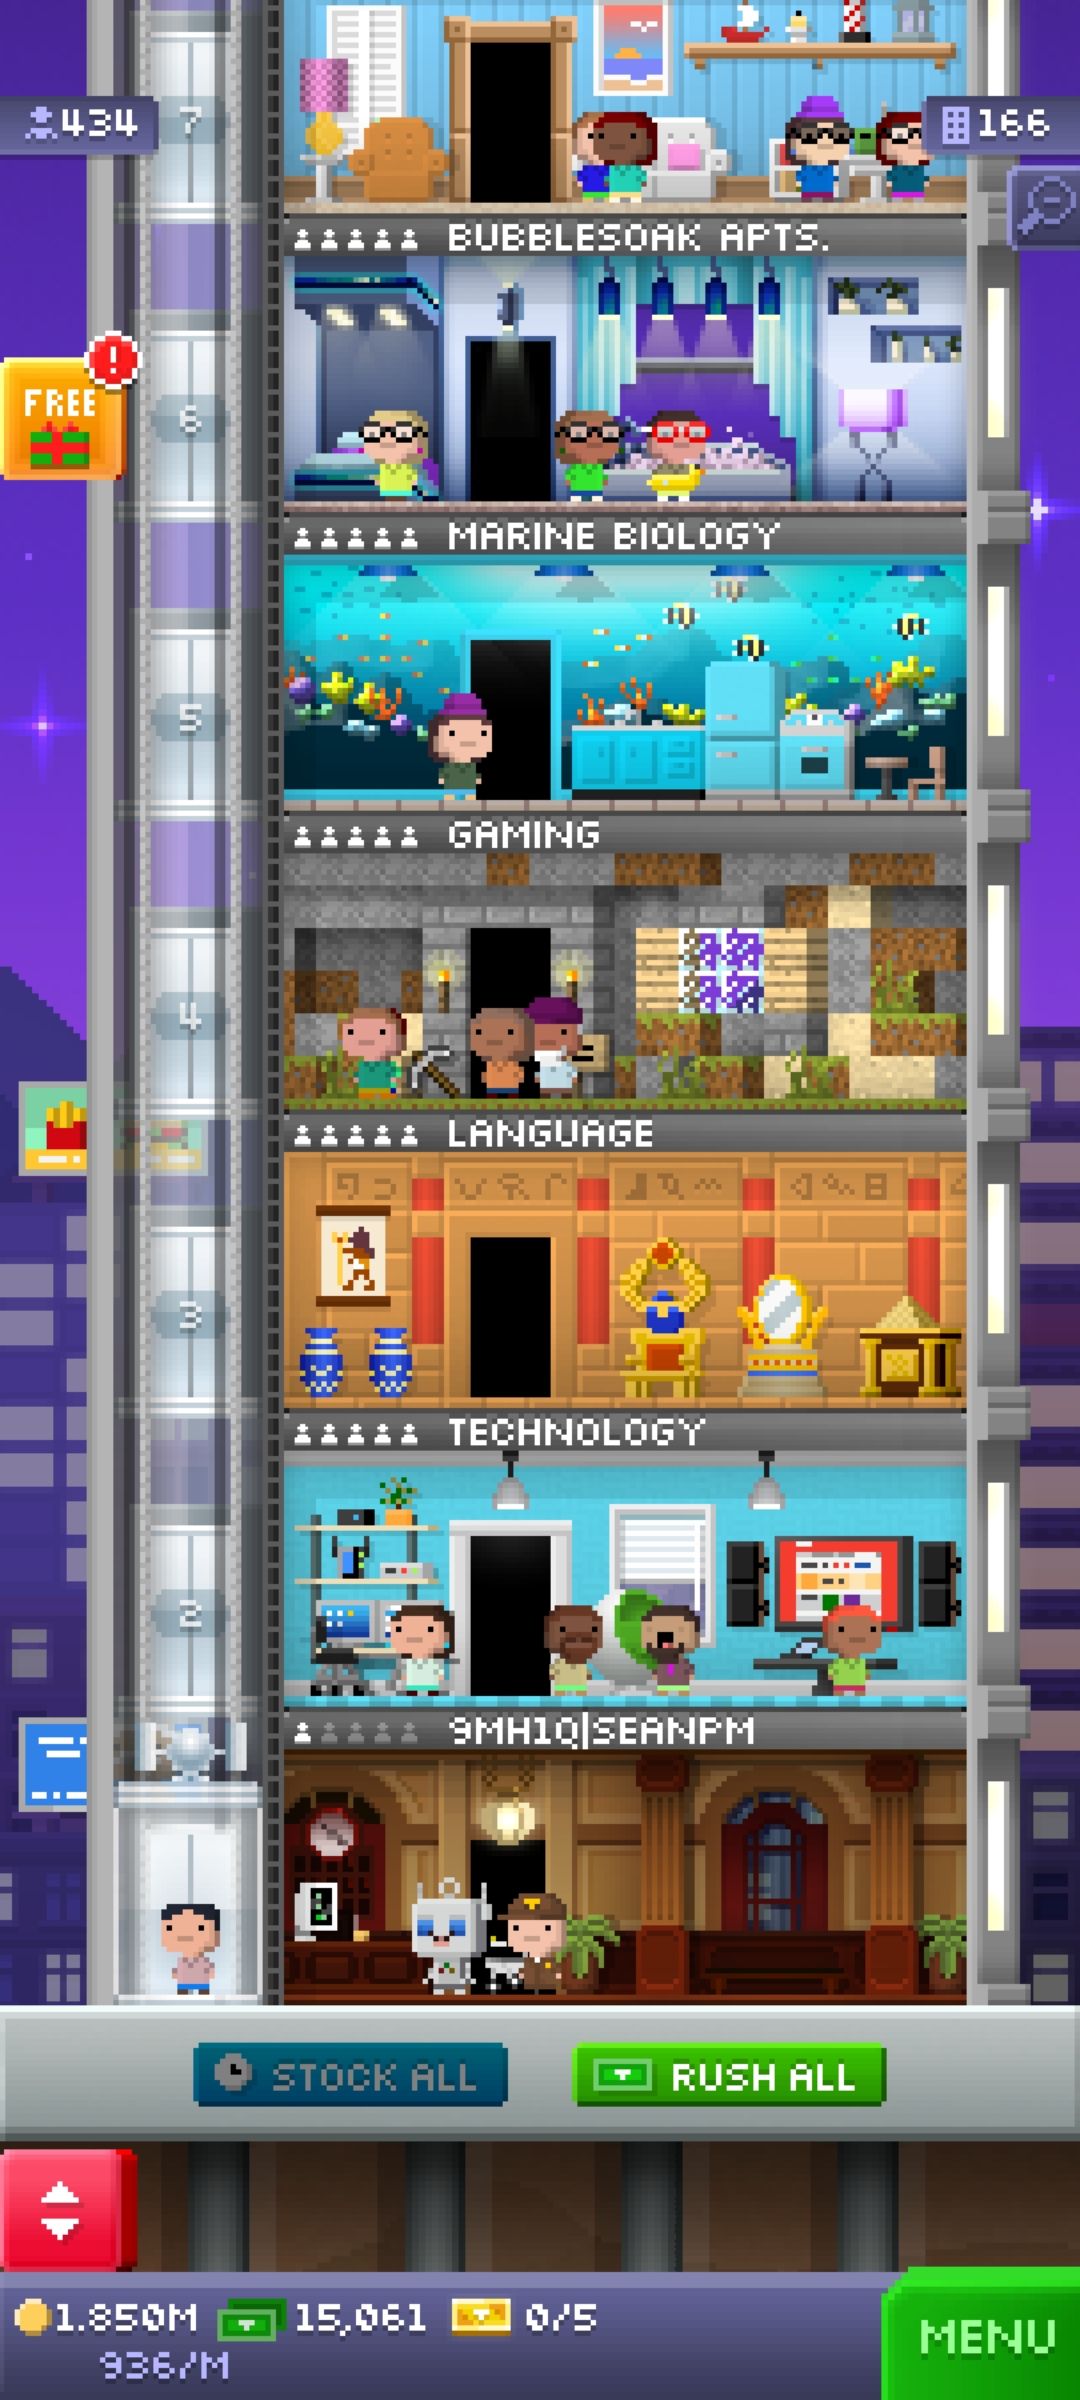 7
434
166
BUBBLESOAK APTS.
FREE
!
6
MARINE BIOLOGY
5
GAMING
4
LANGUAGE
3
TECHNOLOGY
2
9MH1Q|SEANPM
STOCK ALL
RUSH ALL
1.850M
15,061
0/5
936/M
MENU